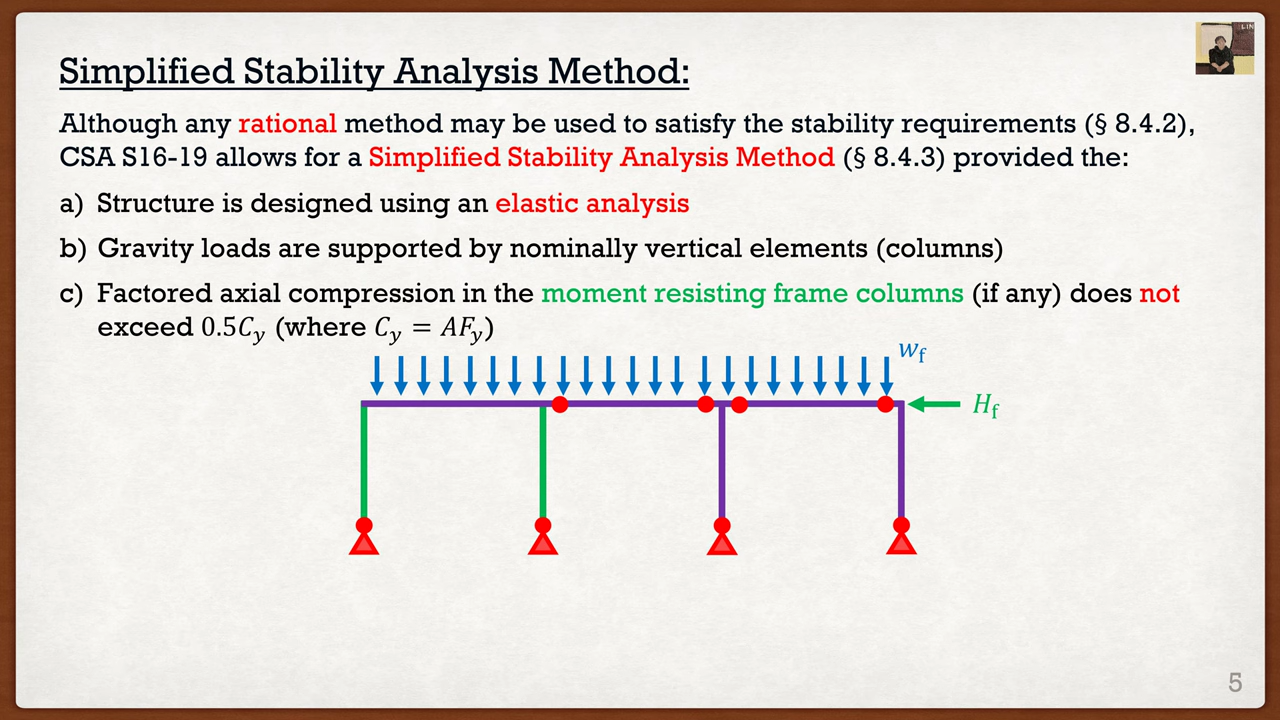 LIN
Simplified Stability Analysis Method:
Although any rational method may be used to satisfy the stability requirements (§ 8.4.2),
CSA S16-19 allows for a Simplified Stability Analysis Method (§ 8.4.3) provided the:
a) Structure is designed using an elastic analysis
b) Gravity loads are supported by nominally vertical elements (columns)
c) Factored axial compression in the moment resisting frame columns (if any) does not
exceed 0.5C_y (where C_y = AF_y)
w_f
H_f
5